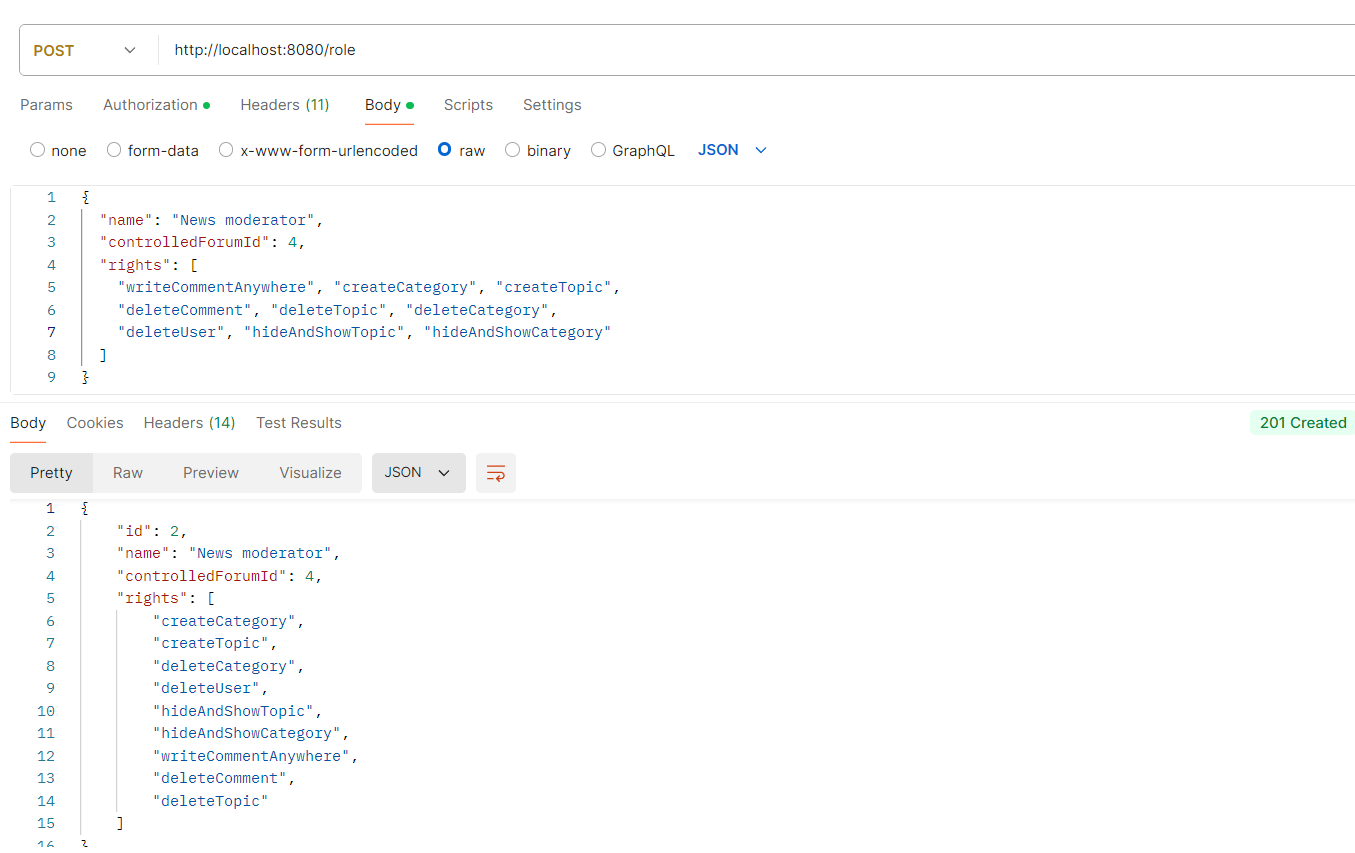 POST http://localhost:8080/role
Params Authorization Headers (11) Body Scripts Settings
none form-data x-www-form-urlencoded raw binary GraphQL JSON
1 {
2 "name": "News moderator",
3 "controlledForumId": 4,
4 "rights": [
5 "writeCommentAnywhere", "createCategory", "createTopic",
6 "deleteComment", "deleteTopic", "deleteCategory",
7 "deleteUser", "hideAndShowTopic", "hideAndShowCategory"
8 ]
9 }
Body Cookies Headers (14) Test Results 201 Created
Pretty Raw Preview Visualize JSON
1 {
2 "id": 2,
3 "name": "News moderator",
4 "controlledForumId": 4,
5 "rights": [
6 "createCategory",
7 "createTopic",
8 "deleteCategory",
9 "deleteUser",
10 "hideAndShowTopic",
11 "hideAndShowCategory",
12 "writeCommentAnywhere",
13 "deleteComment",
14 "deleteTopic"
15 ]
16 }